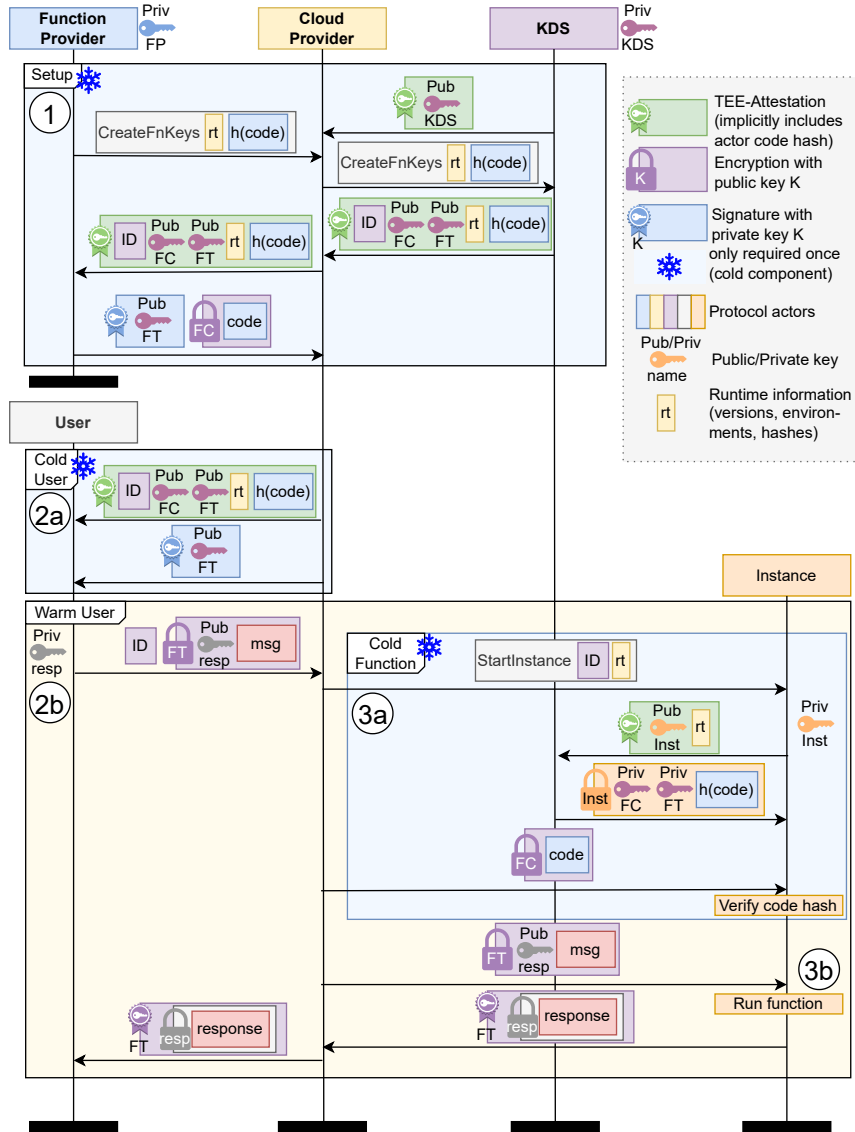 Function
Provider
Priv
FP
Cloud
Provider
KDS
Priv
KDS
Setup
1
Pub
KDS
CreateFnKeys rt h(code)
CreateFnKeys rt h(code)
ID Pub FC Pub FT rt h(code)
ID Pub FC Pub FT rt h(code)
Pub
FT
FC code
TEE-Attestation
(implicitly includes
actor code hash)
K
Encryption with
public key K
K
Signature with
private key K
only required once
(cold component)
Protocol actors
Pub/Priv
name
Public/Private key
rt
Runtime information
(versions, environ-
ments, hashes)
User
Cold
User
2a
ID Pub FC Pub FT rt h(code)
Pub
FT
Instance
Warm User
Priv
resp
2b
ID FT Pub resp msg
Cold
Function
3a
StartInstance ID rt
Priv
Inst
Pub
Inst
rt
Inst Priv FC Priv FT h(code)
FC code
Verify code hash
FT Pub resp msg
3b
Run function
FT resp response
FT resp response